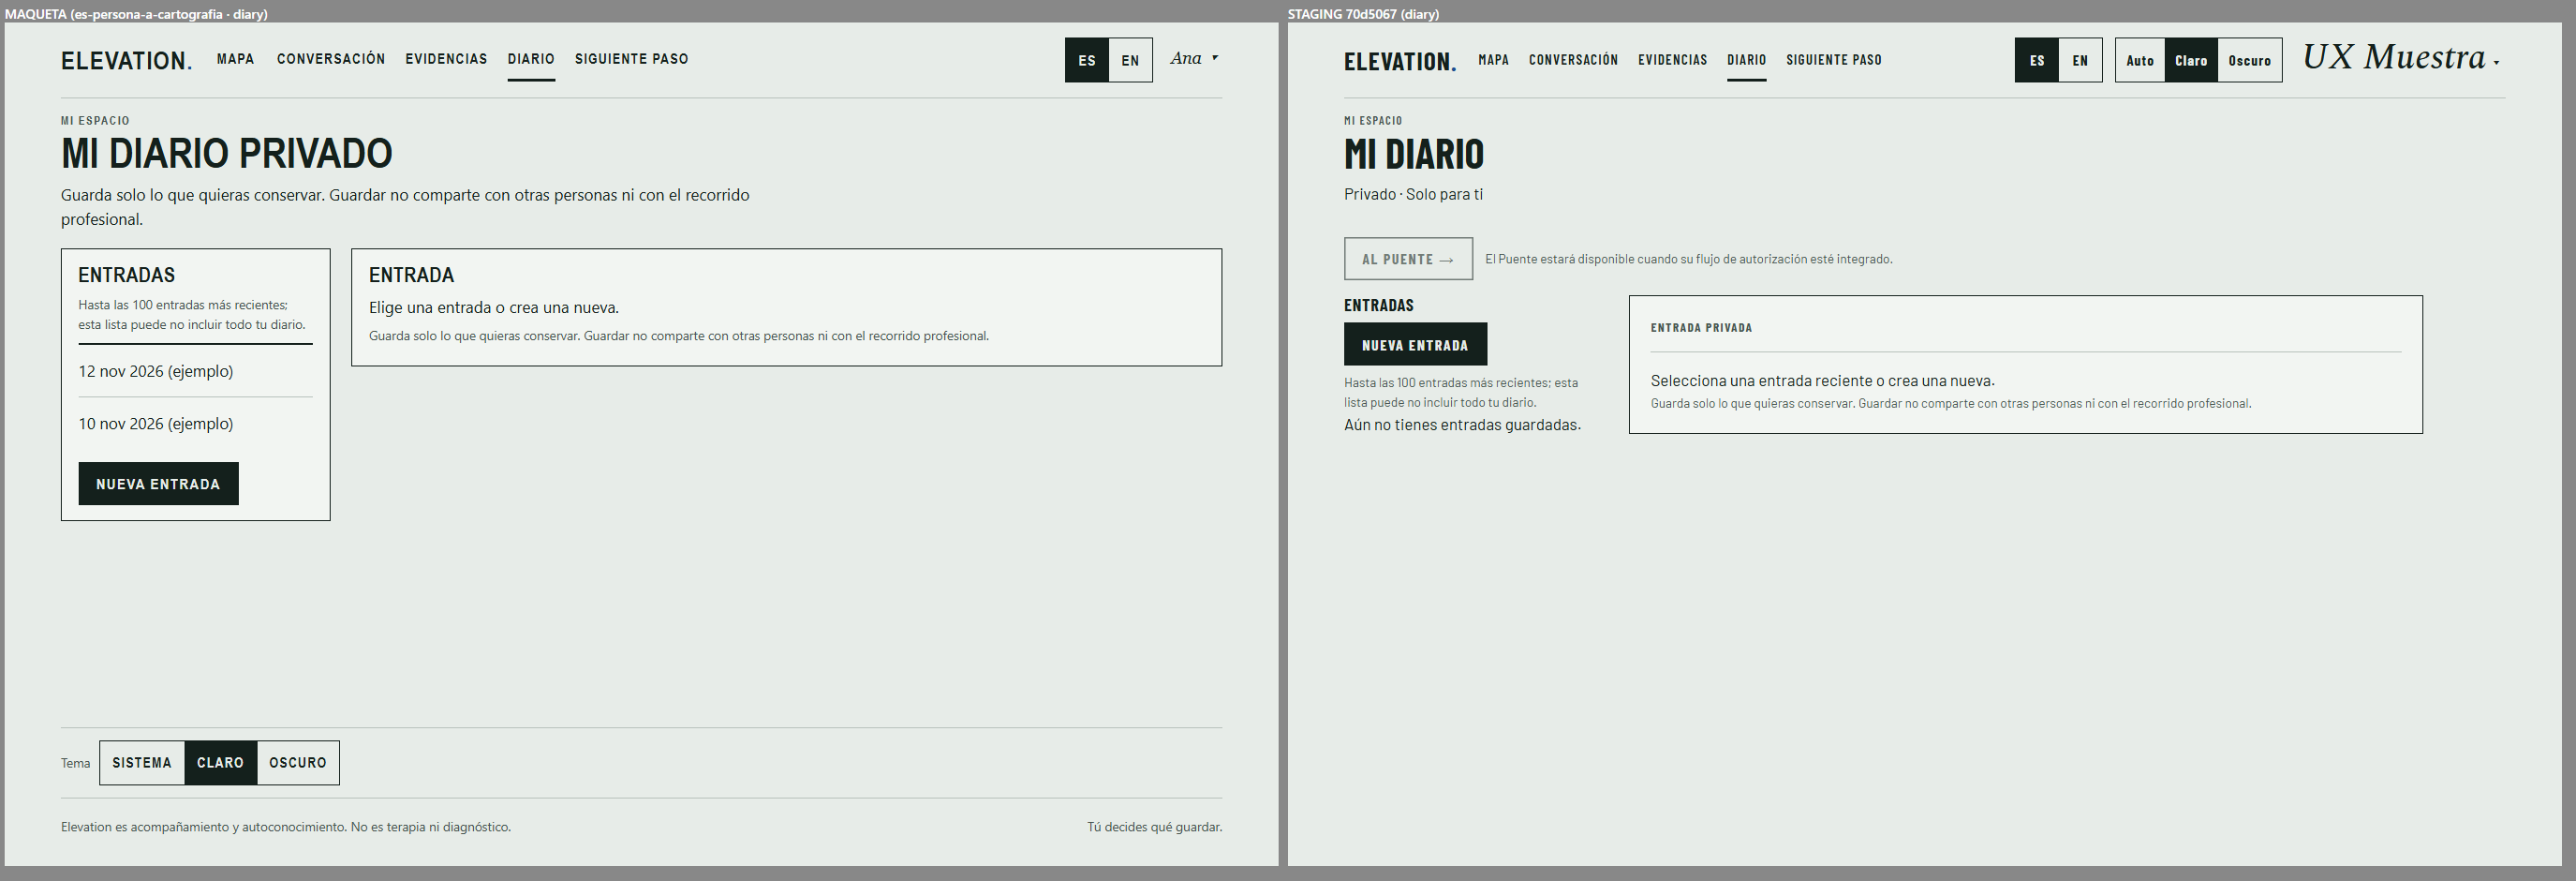 MAQUETA (es-persona-a-cartografia · diary)
ELEVATION. MAPA CONVERSACIÓN EVIDENCIAS DIARIO SIGUIENTE PASO ES EN Ana ▾
MI ESPACIO
MI DIARIO PRIVADO
Guarda solo lo que quieras conservar. Guardar no comparte con otras personas ni con el recorrido
profesional.
ENTRADAS
Hasta las 100 entradas más recientes;
esta lista puede no incluir todo tu diario.
12 nov 2026 (ejemplo)
10 nov 2026 (ejemplo)
NUEVA ENTRADA
ENTRADA
Elige una entrada o crea una nueva.
Guarda solo lo que quieras conservar. Guardar no comparte con otras personas ni con el recorrido profesional.
Tema SISTEMA CLARO OSCURO
Elevation es acompañamiento y autoconocimiento. No es terapia ni diagnóstico. Tú decides qué guardar.
STAGING 70d5067 (diary)
ELEVATION. MAPA CONVERSACIÓN EVIDENCIAS DIARIO SIGUIENTE PASO ES EN Auto Claro Oscuro UX Muestra ▾
MI ESPACIO
MI DIARIO
Privado · Solo para ti
AL PUENTE → El Puente estará disponible cuando su flujo de autorización esté integrado.
ENTRADAS
NUEVA ENTRADA
Hasta las 100 entradas más recientes; esta
lista puede no incluir todo tu diario.
Aún no tienes entradas guardadas.
ENTRADA PRIVADA
Selecciona una entrada reciente o crea una nueva.
Guarda solo lo que quieras conservar. Guardar no comparte con otras personas ni con el recorrido profesional.